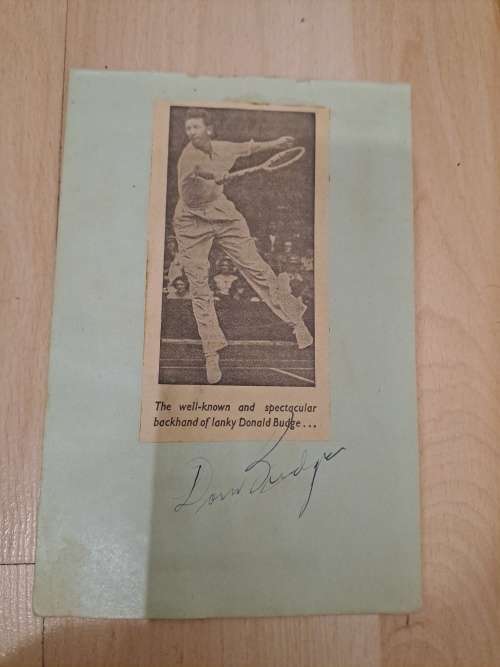 The well-known and spectacular
backhand of lanky Donald Budge...
Don Budge